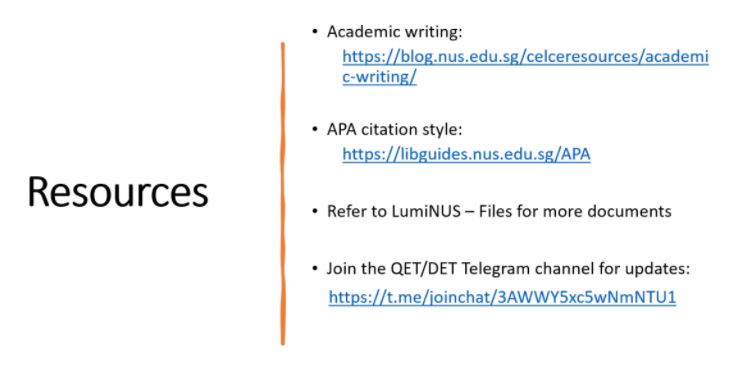 Resources
• Academic writing:
https://blog.nus.edu.sg/celceresources/academi
c-writing/
• APA citation style:
https://libguides.nus.edu.sg/APA
• Refer to LumiNUS – Files for more documents
• Join the QET/DET Telegram channel for updates:
https://t.me/joinchat/3AWWY5xc5wNmNTU1